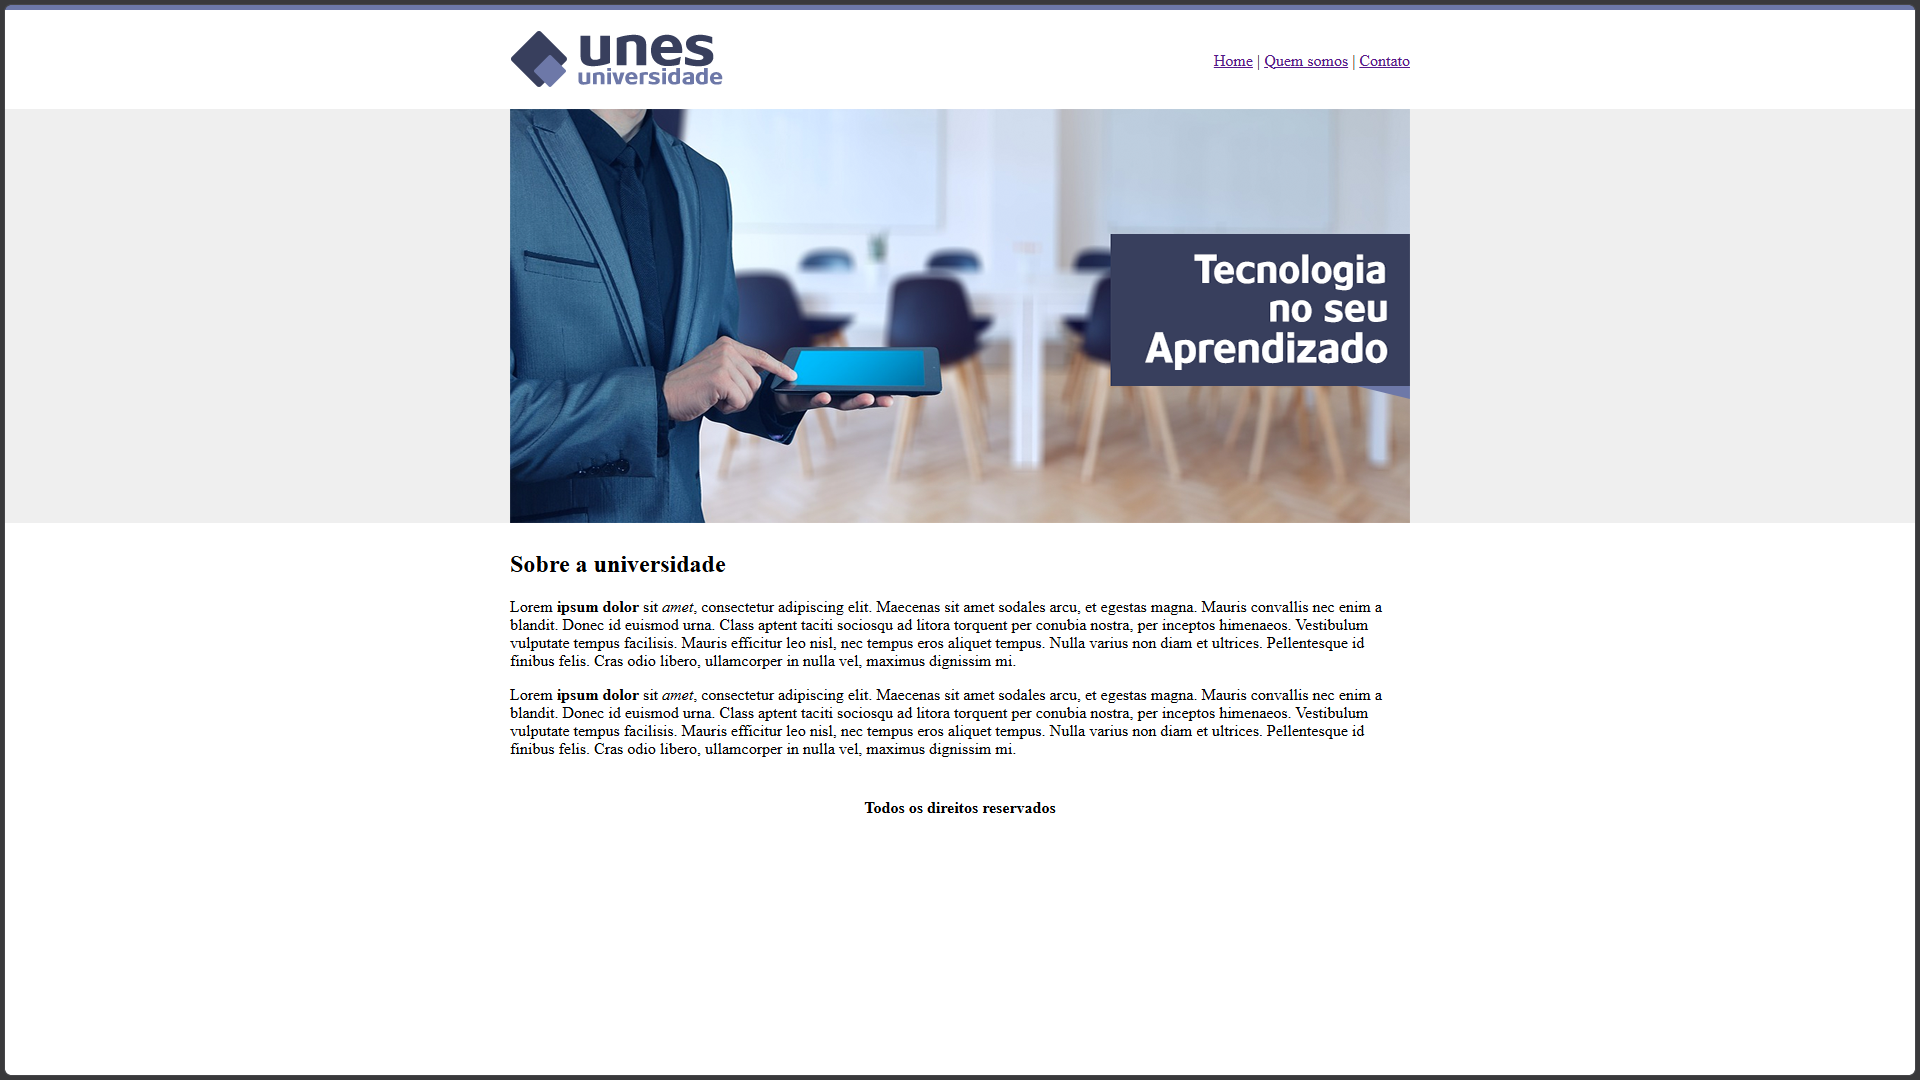 unes
universidade
Home | Quem somos | Contato
Tecnologia
no seu
Aprendizado
Sobre a universidade
Lorem ipsum dolor sit amet, consectetur adipiscing elit. Maecenas sit amet sodales arcu, et egestas magna. Mauris convallis nec enim a
blandit. Donec id euismod urna. Class aptent taciti sociosqu ad litora torquent per conubia nostra, per inceptos himenaeos. Vestibulum
vulputate tempus facilisis. Mauris efficitur leo nisl, nec tempus eros aliquet tempus. Nulla varius non diam et ultrices. Pellentesque id
finibus felis. Cras odio libero, ullamcorper in nulla vel, maximus dignissim mi.
Lorem ipsum dolor sit amet, consectetur adipiscing elit. Maecenas sit amet sodales arcu, et egestas magna. Mauris convallis nec enim a
blandit. Donec id euismod urna. Class aptent taciti sociosqu ad litora torquent per conubia nostra, per inceptos himenaeos. Vestibulum
vulputate tempus facilisis. Mauris efficitur leo nisl, nec tempus eros aliquet tempus. Nulla varius non diam et ultrices. Pellentesque id
finibus felis. Cras odio libero, ullamcorper in nulla vel, maximus dignissim mi.
Todos os direitos reservados